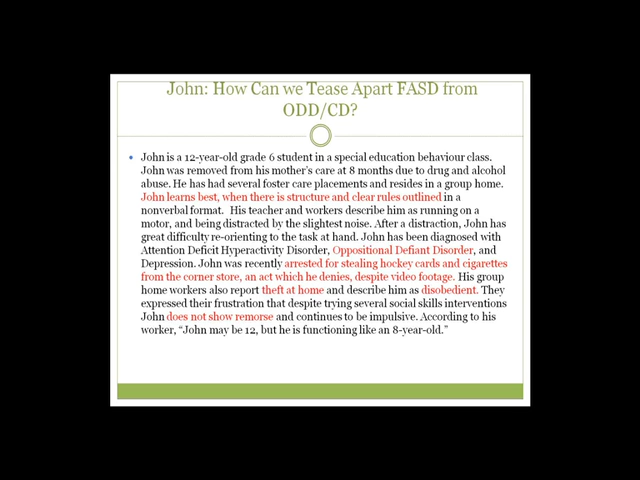 John: How Can we Tease Apart FASD from
ODD/CD?
• John is a 12-year-old grade 6 student in a special education behaviour class.
John was removed from his mother's care at 8 months due to drug and alcohol
abuse. He has had several foster care placements and resides in a group home.
John learns best, when there is structure and clear rules outlined in a
nonverbal format.  His teacher and workers describe him as running on a
motor, and being distracted by the slightest noise. After a distraction, John has
great difficulty re-orienting to the task at hand. John has been diagnosed with
Attention Deficit Hyperactivity Disorder, Oppositional Defiant Disorder, and
Depression. John was recently arrested for stealing hockey cards and cigarettes
from the corner store, an act which he denies, despite video footage. His group
home workers also report theft at home and describe him as disobedient. They
expressed their frustration that despite trying several social skills interventions
John does not show remorse and continues to be impulsive. According to his
worker, “John may be 12, but he is functioning like an 8-year-old.”